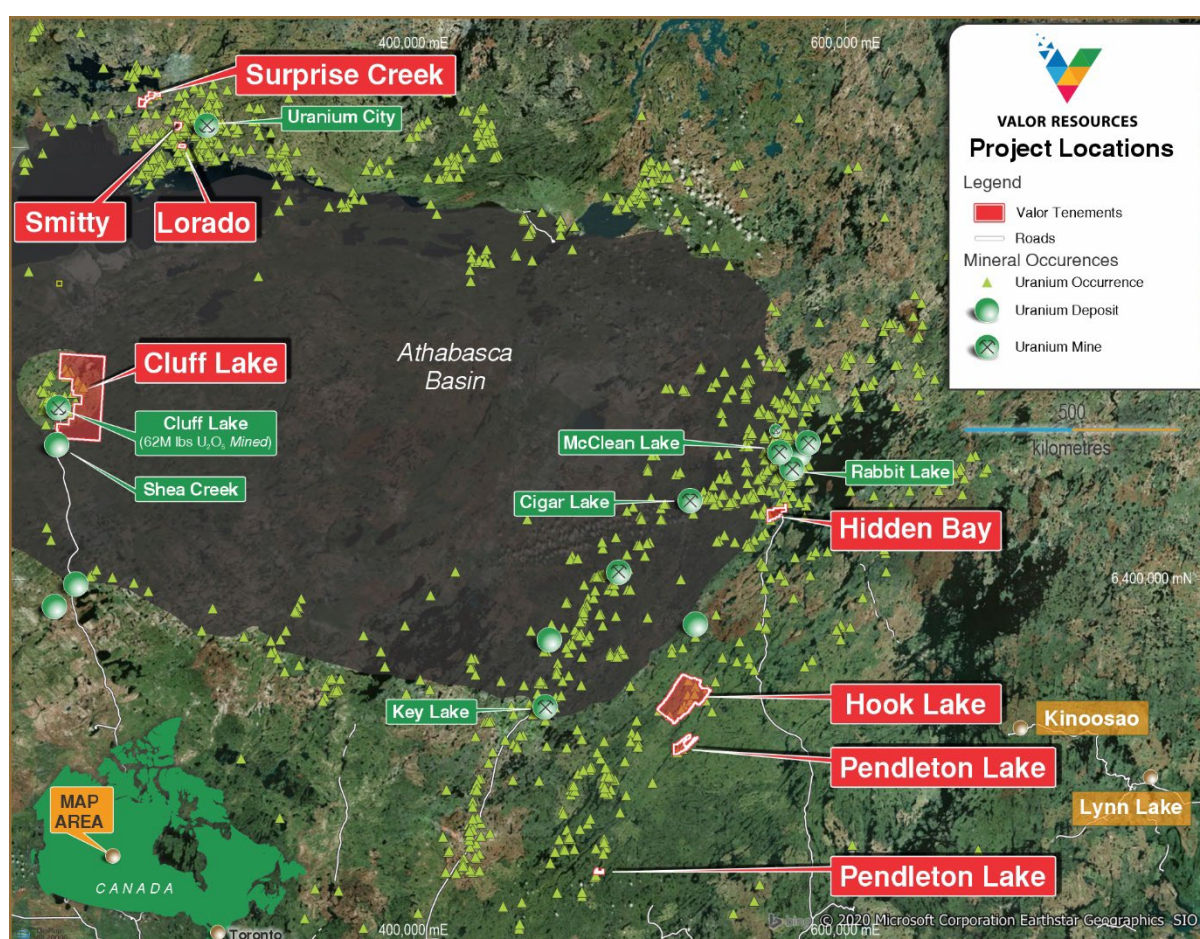 400,000 mE
600,000 mE
VALOR RESOURCES
Project Locations
Legend
Valor Tenements
Roads
Mineral Occurences
Uranium Occurrence
Uranium Deposit
Uranium Mine
Surprise Creek
Uranium City
Smitty
Lorado
Athabasca
Basin
Cluff Lake
Cluff Lake
(62M lbs U₃O₅ Mined)
Shea Creek
500
kilometres
McClean Lake
Rabbit Lake
Cigar Lake
Hidden Bay
6,400,000 mN
Key Lake
Hook Lake
Kinoosao
Pendleton Lake
Lynn Lake
MAP
AREA
CANADA
Pendleton Lake
Toronto
400,000 mE
600,000 mE
© 2020 Microsoft Corporation Earthstar Geographics SIO